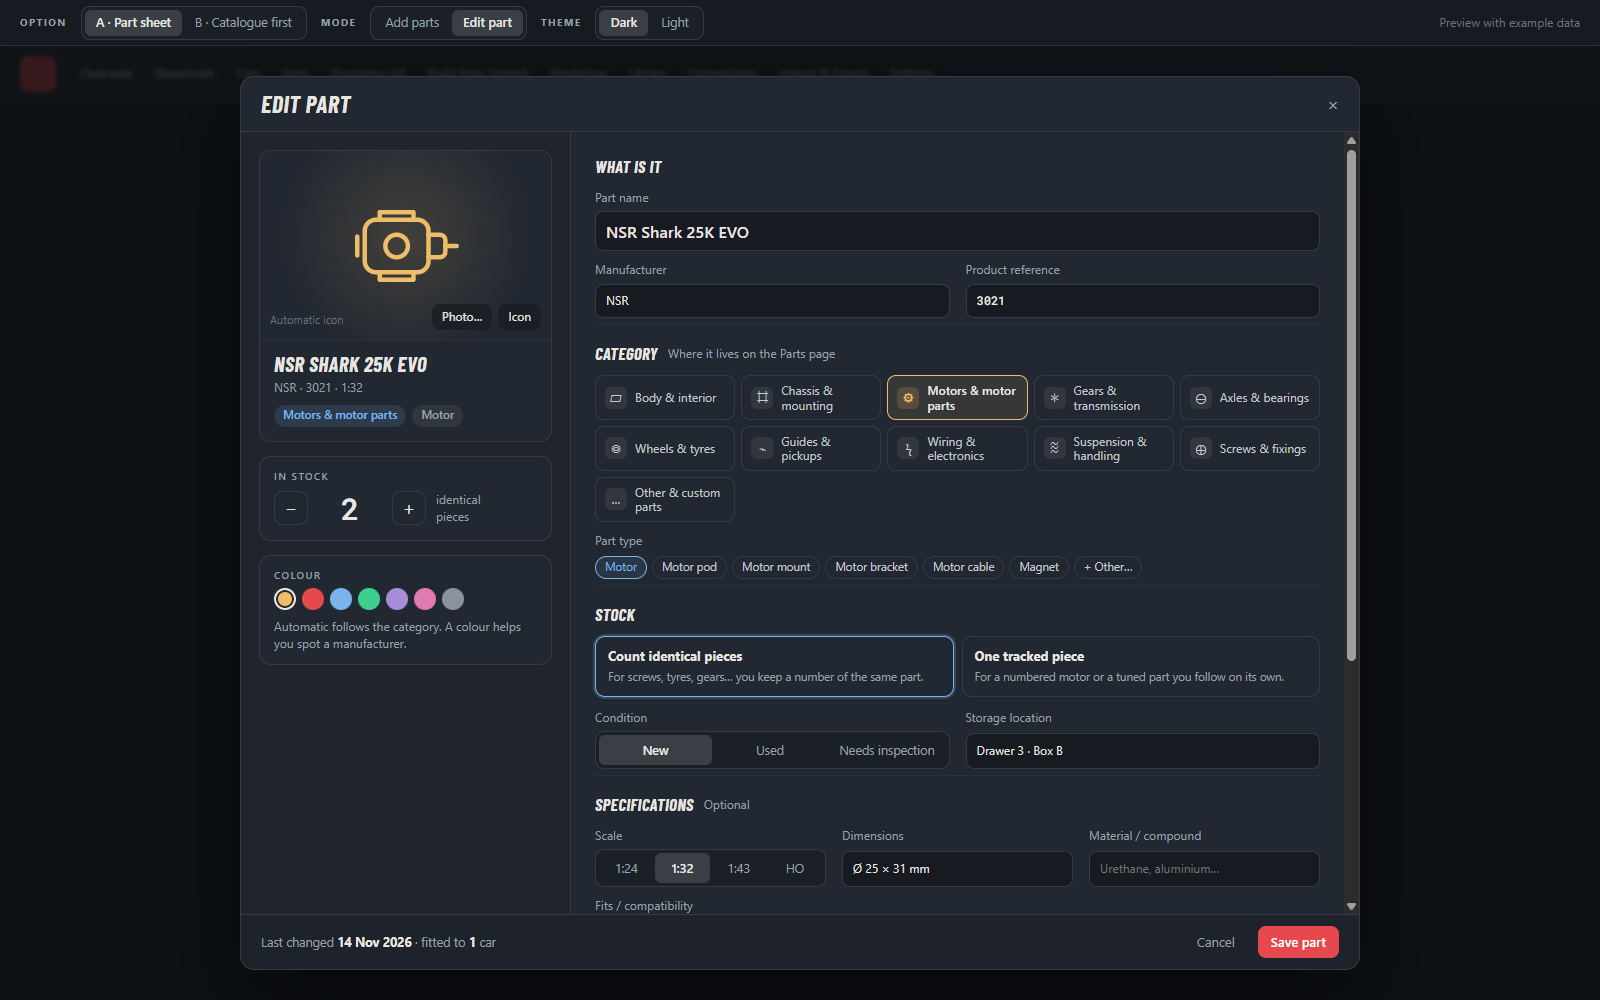 OPTION A · Part sheet B · Catalogue first MODE Add parts Edit part THEME Dark Light Preview with example data
EDIT PART ×
Automatic icon Photo... Icon
NSR SHARK 25K EVO
NSR · 3021 · 1:32
Motors & motor parts Motor
IN STOCK
− 2 + identical
pieces
COLOUR
Automatic follows the category. A colour helps
you spot a manufacturer.
WHAT IS IT
Part name
NSR Shark 25K EVO
Manufacturer Product reference
NSR 3021
CATEGORY Where it lives on the Parts page
Body & interior
Chassis &
mounting
Motors & motor
parts
Gears &
transmission
Axles & bearings
Wheels & tyres
Guides &
pickups
Wiring &
electronics
Suspension &
handling
Screws & fixings
Other & custom
parts
Part type
Motor Motor pod Motor mount Motor bracket Motor cable Magnet + Other...
STOCK
Count identical pieces
For screws, tyres, gears... you keep a number of the same part.
One tracked piece
For a numbered motor or a tuned part you follow on its own.
Condition Storage location
New Used Needs inspection Drawer 3 · Box B
SPECIFICATIONS Optional
Scale Dimensions Material / compound
1:24 1:32 1:43 HO Ø 25 × 31 mm Urethane, aluminium...
Fits / compatibility
Last changed 14 Nov 2026 · fitted to 1 car Cancel Save part